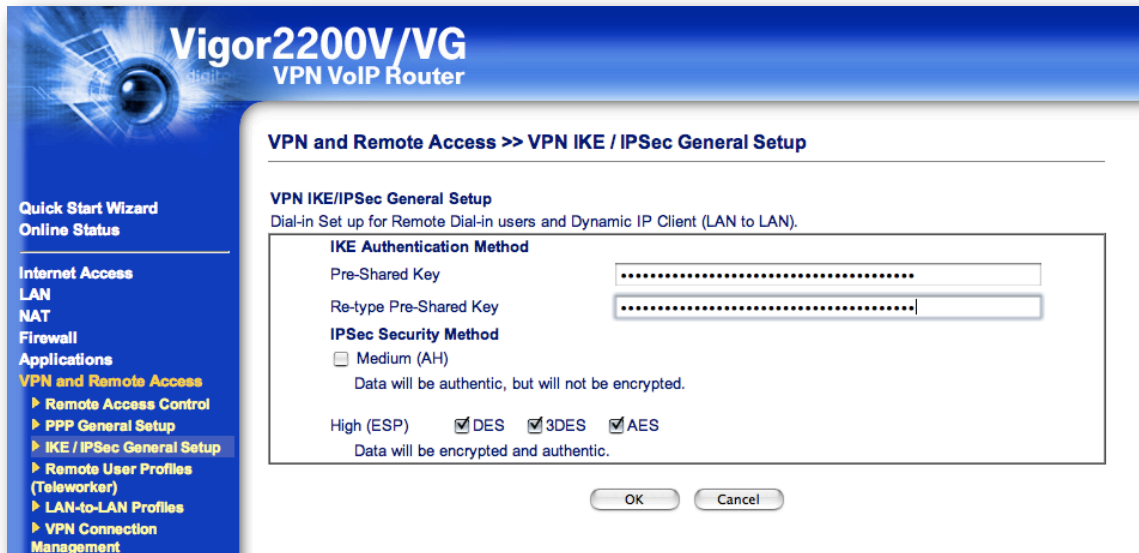 Vigor2200V/VG
VPN VoIP Router
VPN and Remote Access >> VPN IKE / IPSec General Setup
Quick Start Wizard
Online Status
Internet Access
LAN
NAT
Firewall
Applications
VPN and Remote Access
Remote Access Control
PPP General Setup
IKE / IPSec General Setup
Remote User Profiles
(Teleworker)
LAN-to-LAN Profiles
VPN Connection
Management
VPN IKE/IPSec General Setup
Dial-in Set up for Remote Dial-in users and Dynamic IP Client (LAN to LAN).
IKE Authentication Method
Pre-Shared Key
Re-type Pre-Shared Key
IPSec Security Method
Medium (AH)
Data will be authentic, but will not be encrypted.
High (ESP) DES 3DES AES
Data will be encrypted and authentic.
OK Cancel